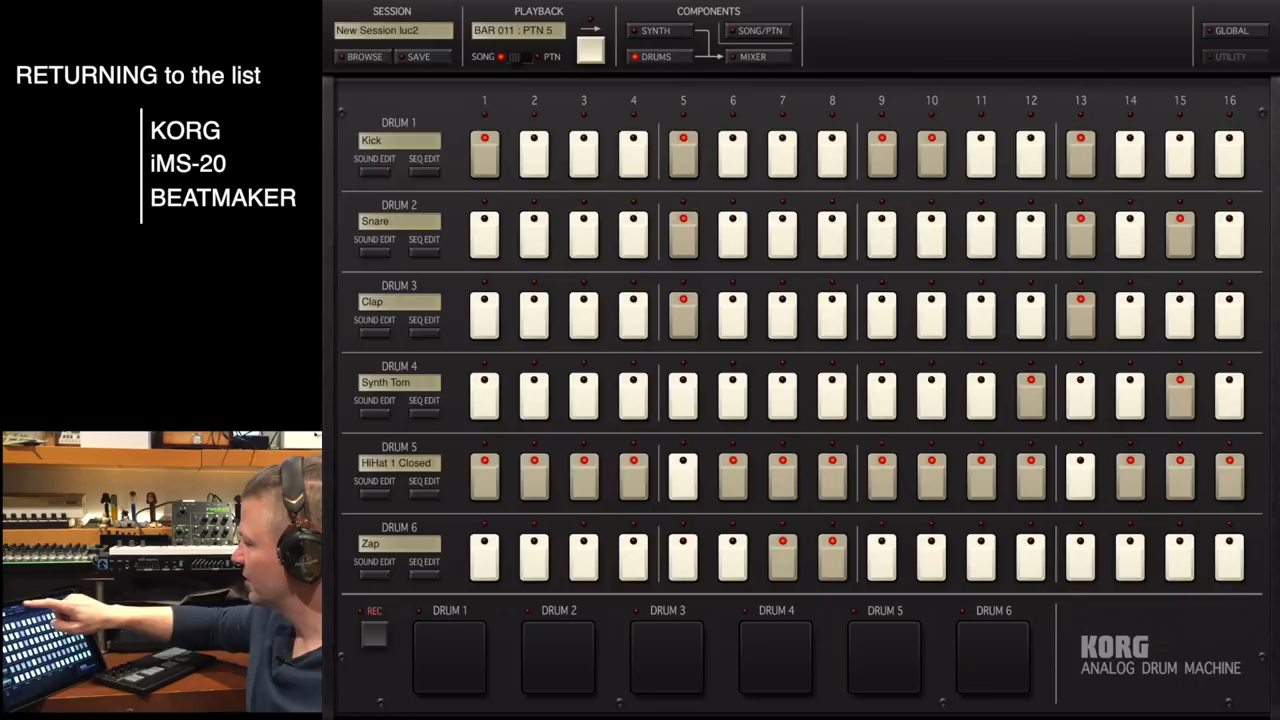 RETURNING to the list
KORG
iMS-20
BEATMAKER
SESSION
New Session luc2
BROWSE SAVE
PLAYBACK
BAR 011 : PTN 5
SONG PTN
COMPONENTS
SYNTH SONG/PTN
DRUMS MIXER
GLOBAL
UTILITY
1 2 3 4 5 6 7 8 9 10 11 12 13 14 15 16
DRUM 1
Kick
SOUND EDIT SEQ EDIT
DRUM 2
Snare
SOUND EDIT SEQ EDIT
DRUM 3
Clap
SOUND EDIT SEQ EDIT
DRUM 4
Synth Tom
SOUND EDIT SEQ EDIT
DRUM 5
HiHat 1 Closed
SOUND EDIT SEQ EDIT
DRUM 6
Zap
SOUND EDIT SEQ EDIT
REC DRUM 1 DRUM 2 DRUM 3 DRUM 4 DRUM 5 DRUM 6
KORG
ANALOG DRUM MACHINE